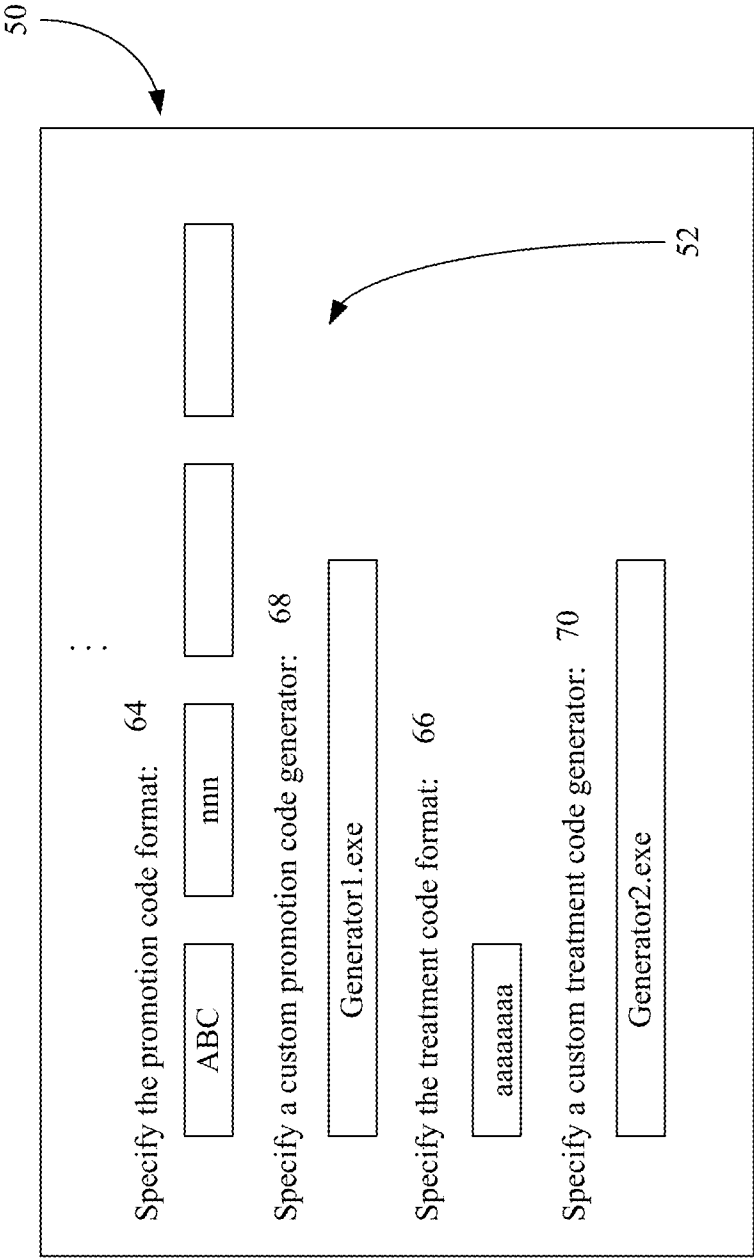 50
⋮
Specify the promotion code format: 64
ABC nnn
Specify a custom promotion code generator: 68
Generator1.exe
Specify the treatment code format: 66
aaaaaaaaa
Specify a custom treatment code generator: 70
Generator2.exe
52